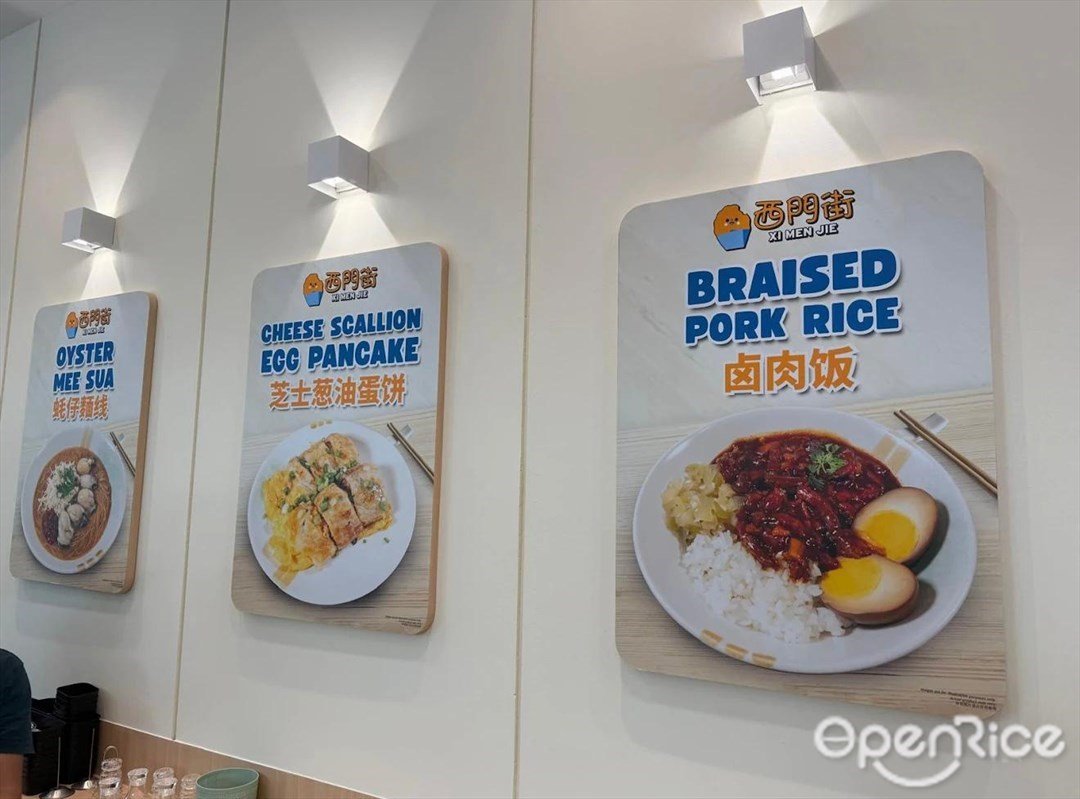 西門街
XI MEN JIE
OYSTER
MEE SUA
蚝仔麵线
西門街
XI MEN JIE
CHEESE SCALLION
EGG PANCAKE
芝士葱油蛋饼
西門街
XI MEN JIE
BRAISED
PORK RICE
卤肉饭
OpenRice